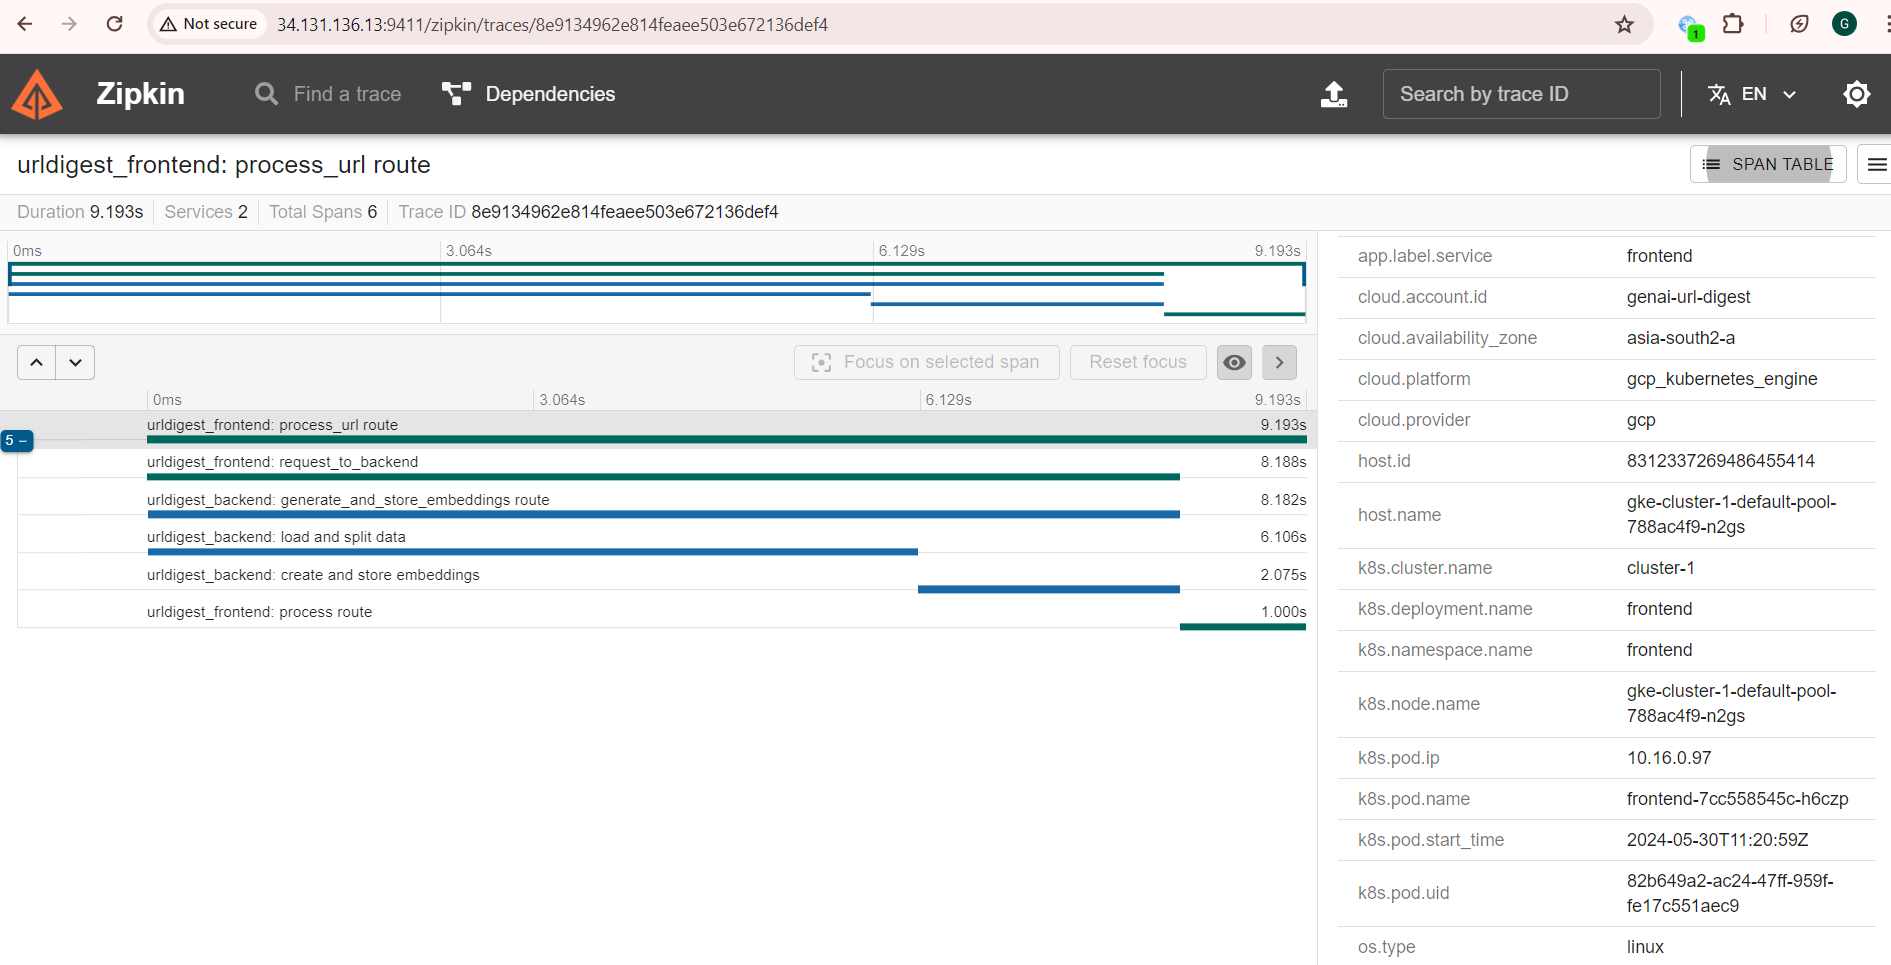 Not secure 34.131.136.13:9411/zipkin/traces/8e9134962e814feaee503e672136def4
1
G
Zipkin Find a trace Dependencies Search by trace ID EN
urldigest_frontend: process_url route SPAN TABLE
Duration 9.193s Services 2 Total Spans 6 Trace ID 8e9134962e814feaee503e672136def4
0ms 3.064s 6.129s 9.193s
Focus on selected span Reset focus
0ms 3.064s 6.129s 9.193s
urldigest_frontend: process_url route 9.193s
5 –
urldigest_frontend: request_to_backend 8.188s
urldigest_backend: generate_and_store_embeddings route 8.182s
urldigest_backend: load and split data 6.106s
urldigest_backend: create and store embeddings 2.075s
urldigest_frontend: process route 1.000s
app.label.service frontend
cloud.account.id genai-url-digest
cloud.availability_zone asia-south2-a
cloud.platform gcp_kubernetes_engine
cloud.provider gcp
host.id 8312337269486455414
host.name gke-cluster-1-default-pool-
788ac4f9-n2gs
k8s.cluster.name cluster-1
k8s.deployment.name frontend
k8s.namespace.name frontend
k8s.node.name gke-cluster-1-default-pool-
788ac4f9-n2gs
k8s.pod.ip 10.16.0.97
k8s.pod.name frontend-7cc558545c-h6czp
k8s.pod.start_time 2024-05-30T11:20:59Z
k8s.pod.uid 82b649a2-ac24-47ff-959f-
fe17c551aec9
os.type linux